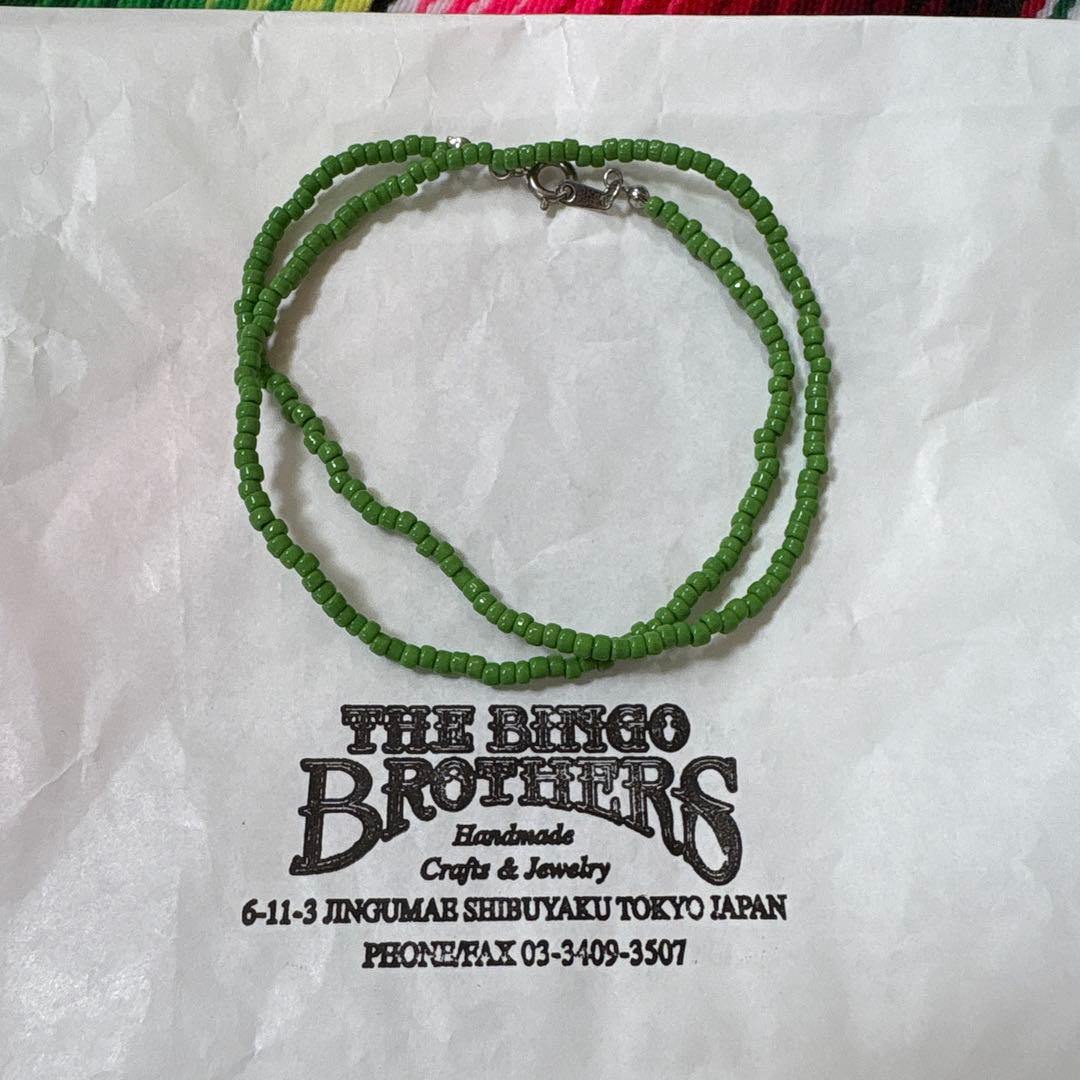 THE BINGO
BROTHERS
Handmade
Crafts & Jewelry
6-11-3 JINGUMAE SHIBUYAKU TOKYO JAPAN
PHONE/FAX 03-3409-3507